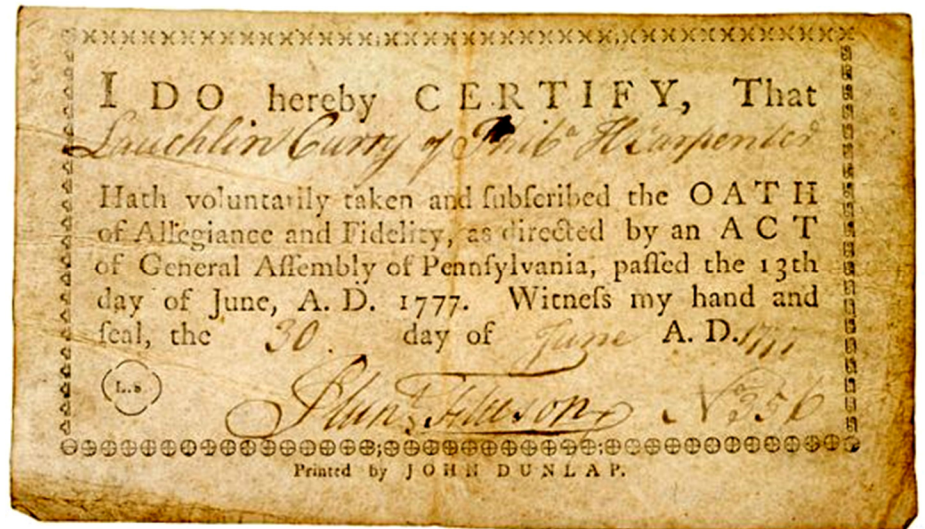 I DO hereby CERTIFY, That
Lauchlin Curry of Philᵃ H Carpenter
Hath voluntarily taken and ſubſcribed the OATH
of Allegiance and Fidelity, as directed by an ACT
of General Aſſembly of Pennſylvania, paſſed the 13th
day of June, A. D. 1777. Witneſs my hand and
ſeal, the 30 day of June A. D. 1777
L. S.
Nº 356
Printed by JOHN DUNLAP.